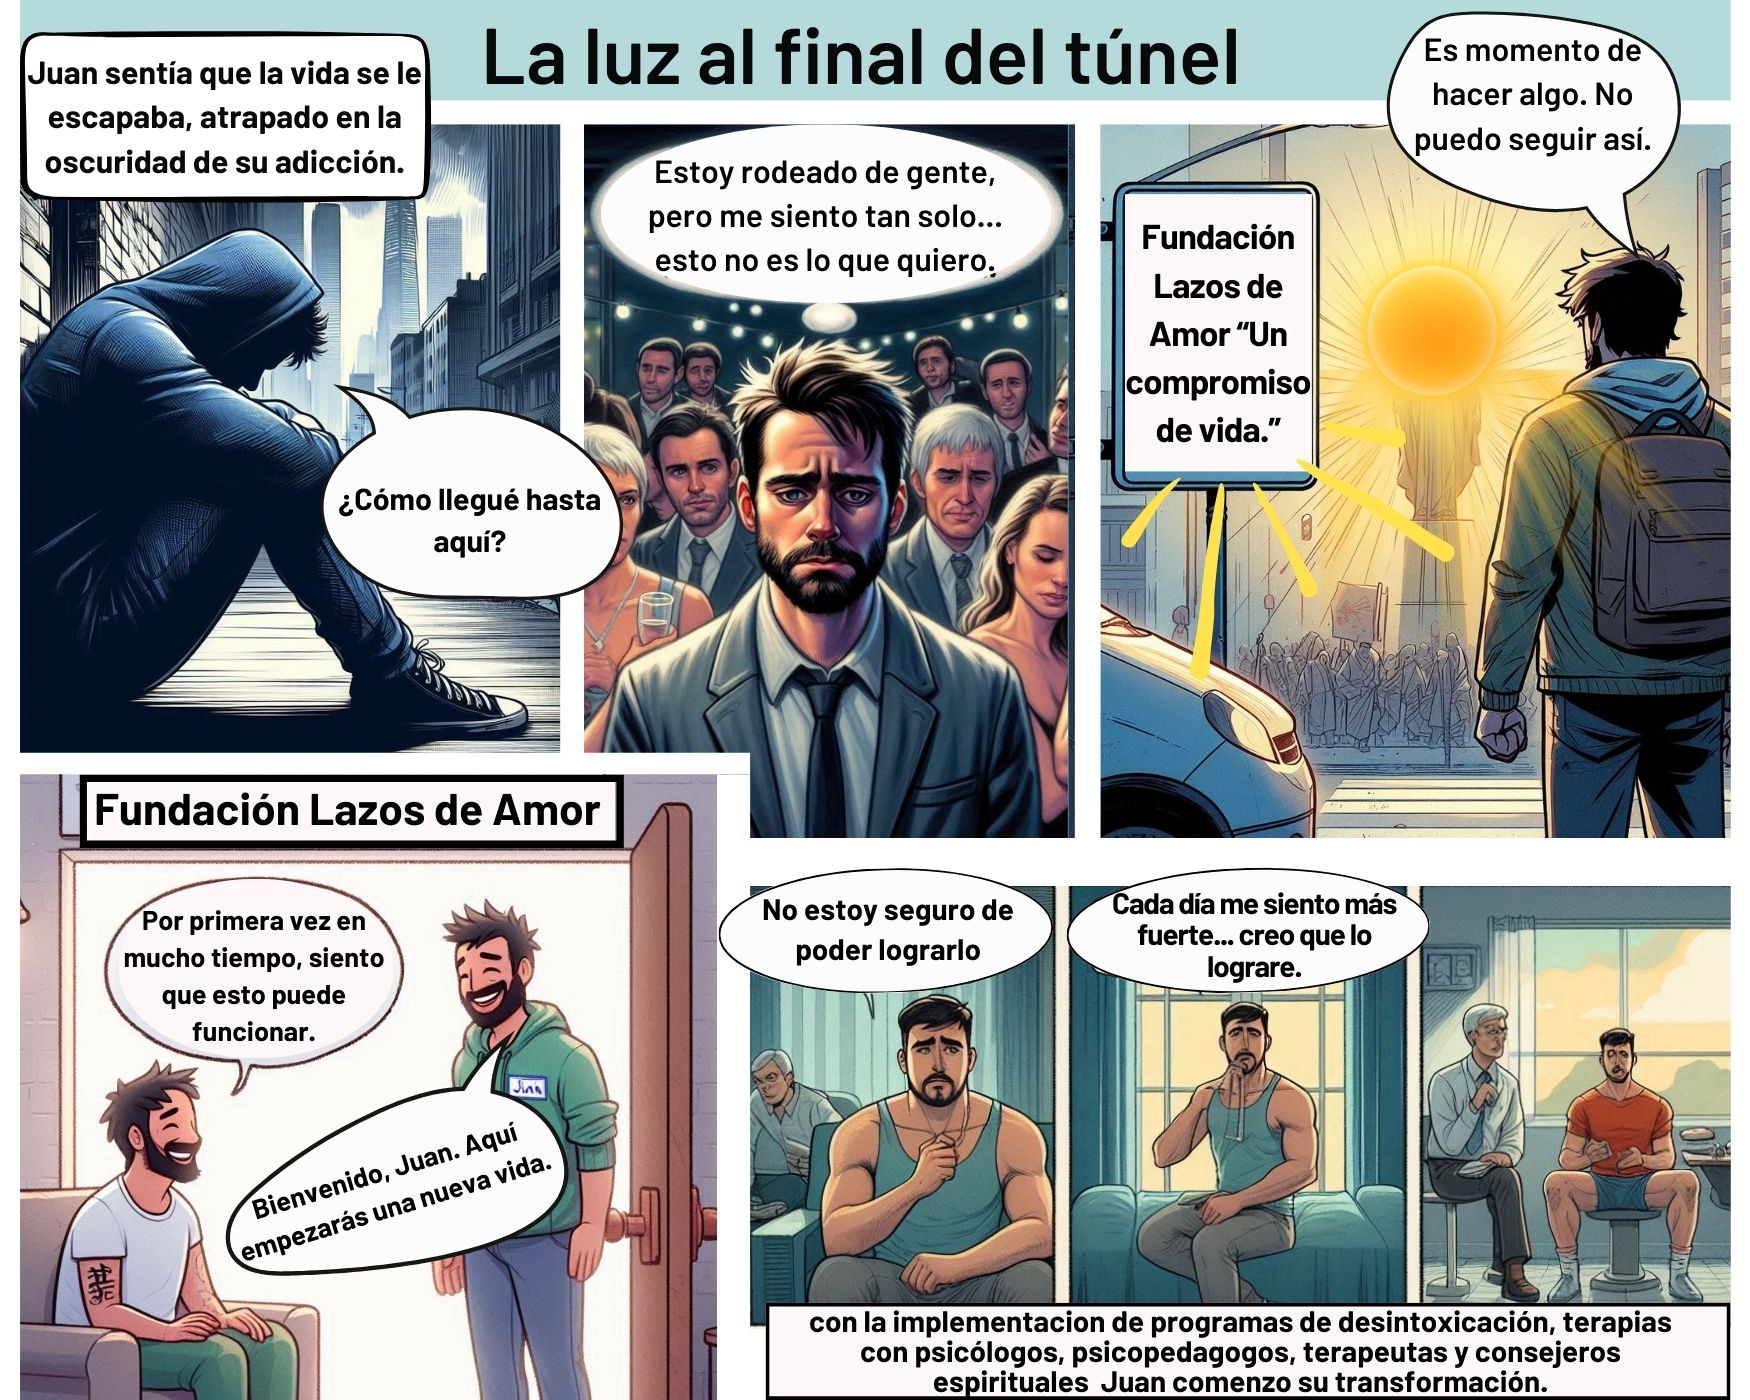 La luz al final del túnel
Juan sentía que la vida se le
escapaba, atrapado en la
oscuridad de su adicción.
¿Cómo llegué hasta
aquí?
Estoy rodeado de gente,
pero me siento tan solo...
esto no es lo que quiero.
Es momento de
hacer algo. No
puedo seguir así.
Fundación
Lazos de
Amor “Un
compromiso
de vida.”
Fundación Lazos de Amor
Por primera vez en
mucho tiempo, siento
que esto puede
funcionar.
Bienvenido, Juan. Aquí
empezarás una nueva vida.
No estoy seguro de
poder lograrlo
Cada día me siento más
fuerte... creo que lo
lograre.
con la implementacion de programas de desintoxicación, terapias
con psicólogos, psicopedagogos, terapeutas y consejeros
espirituales Juan comenzo su transformación.